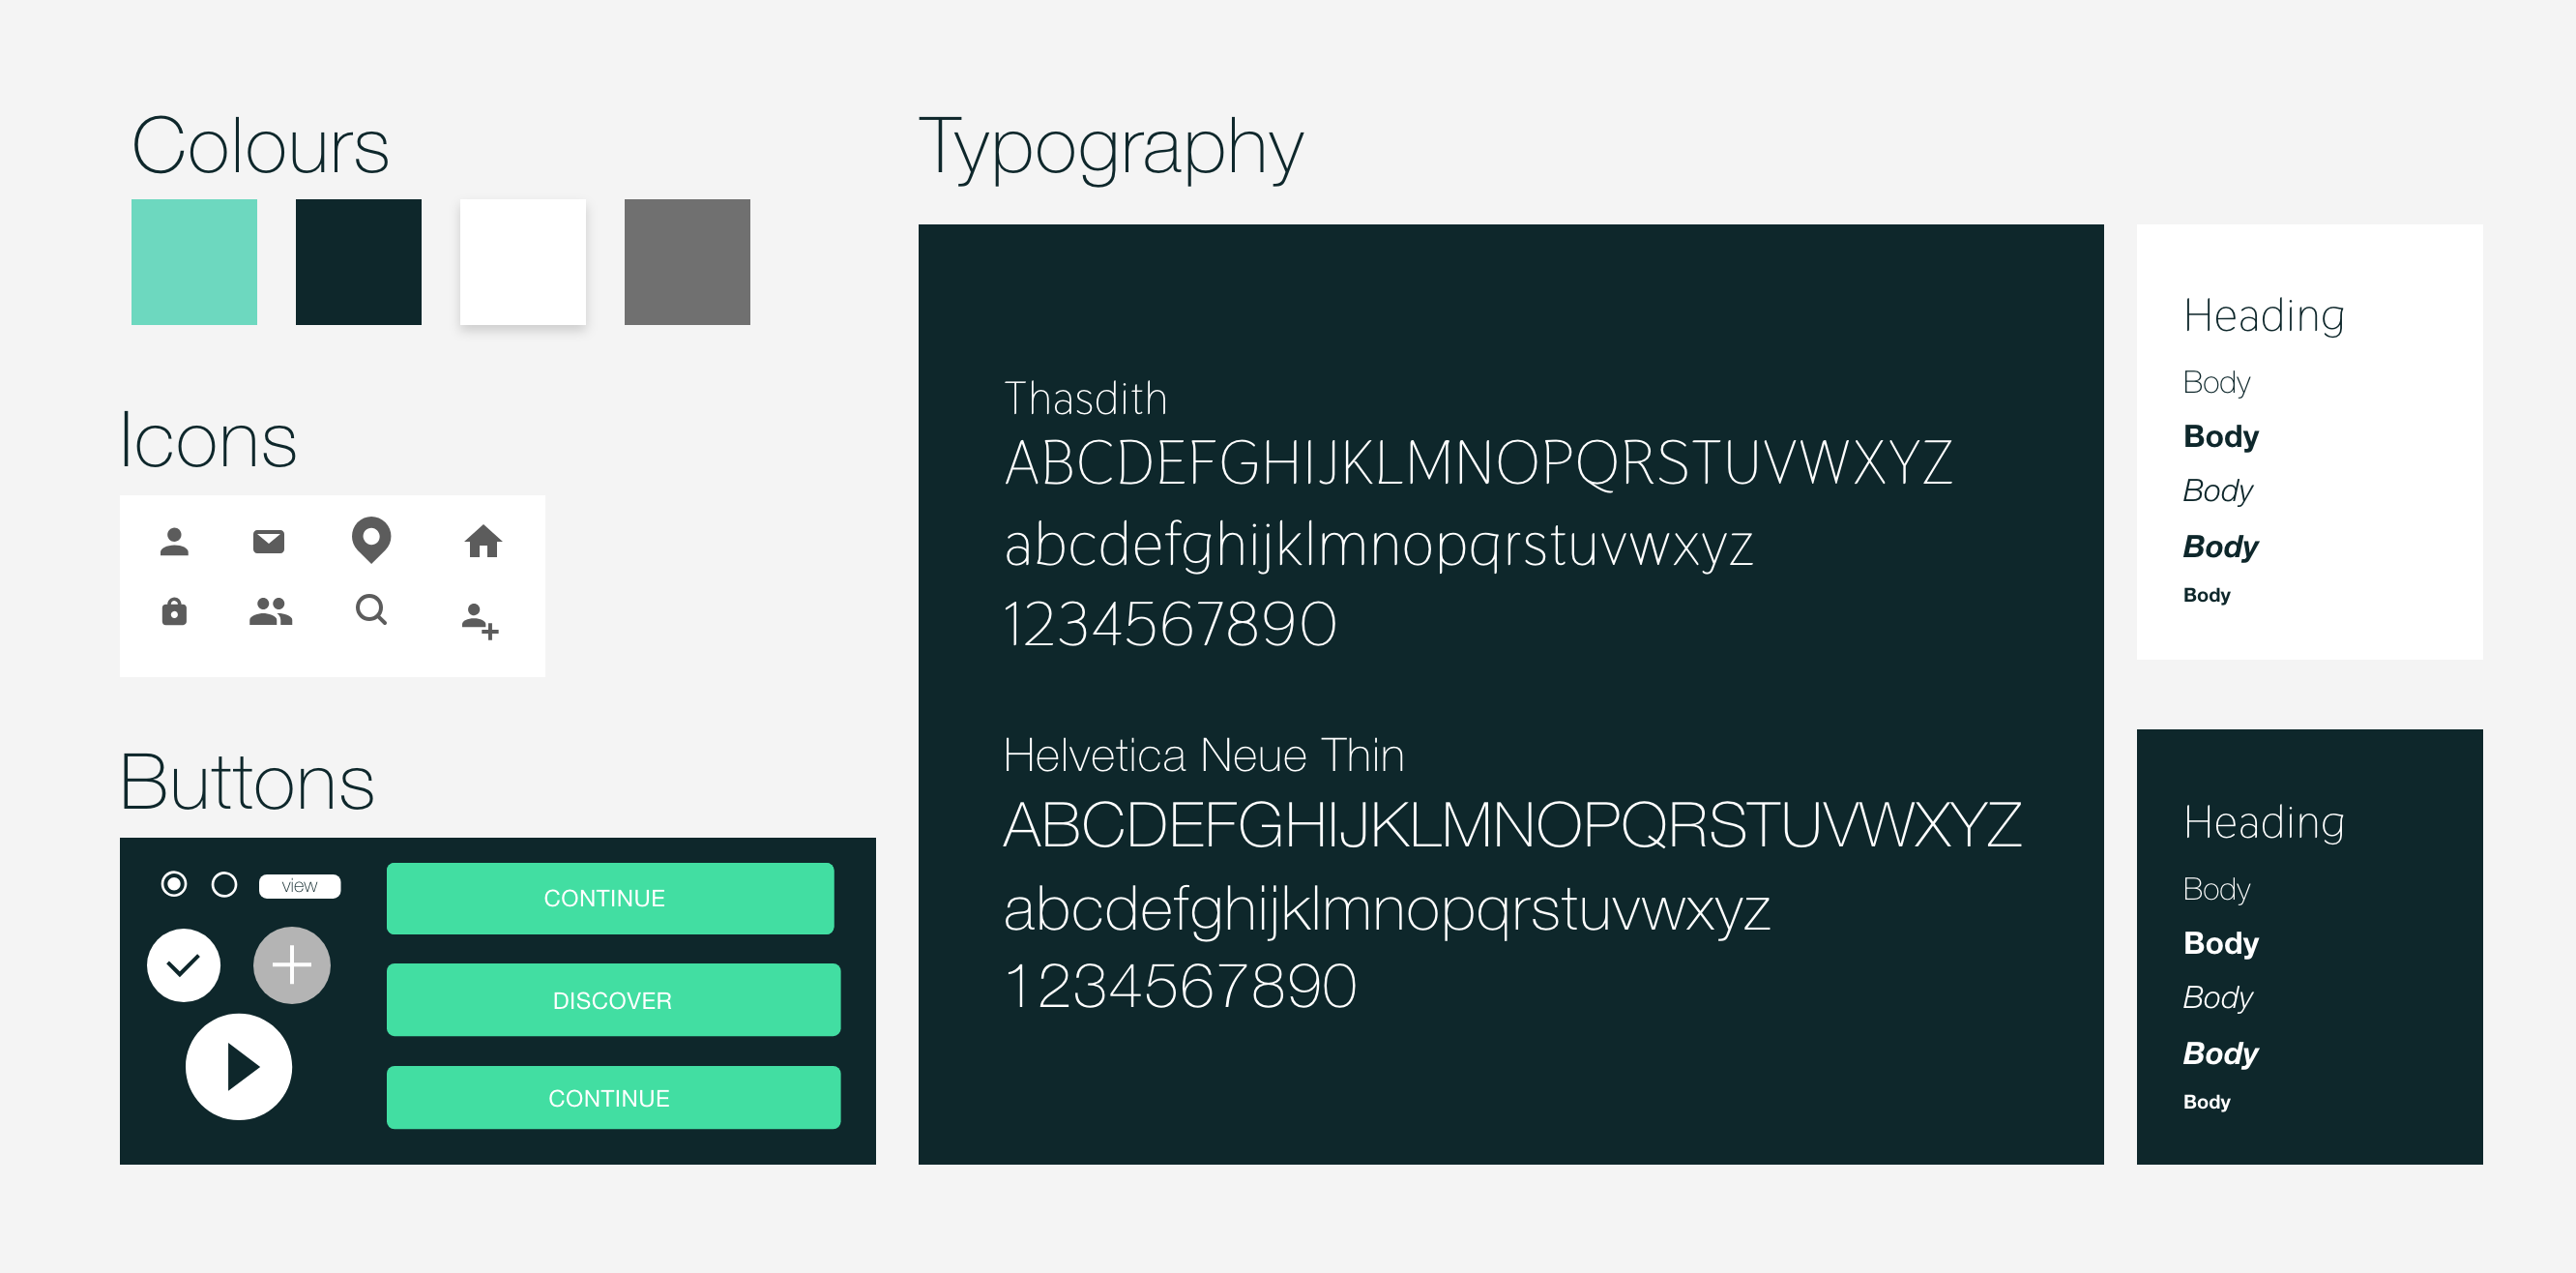 Colours
Icons
Buttons
view
CONTINUE
DISCOVER
CONTINUE
Typography
Thasdith
ABCDEFGHIJKLMNOPQRSTUVWXYZ
abcdefghijklmnopqrstuvwxyz
1234567890
Helvetica Neue Thin
ABCDEFGHIJKLMNOPQRSTUVWXYZ
abcdefghijklmnopqrstuvwxyz
1234567890
Heading
Body
Body
Body
Body
Body
Heading
Body
Body
Body
Body
Body